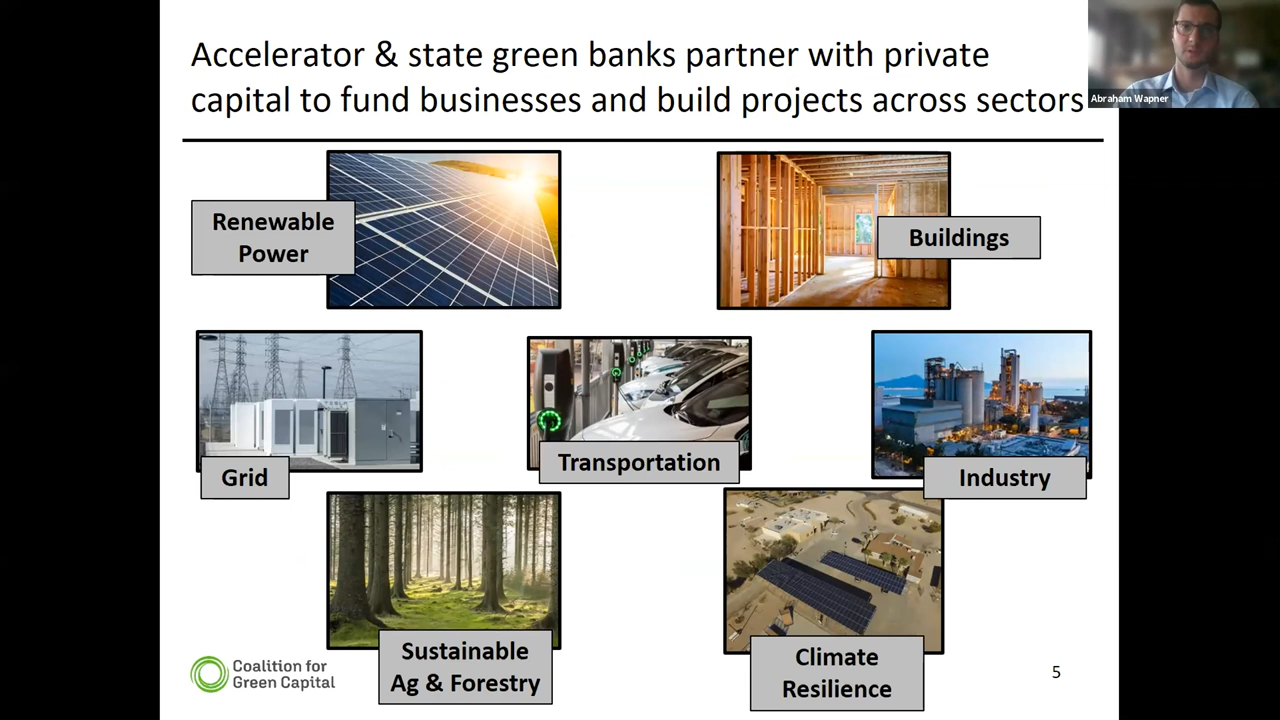 Accelerator & state green banks partner with private
capital to fund businesses and build projects across sectors
Abraham Wapner
Renewable
Power
Buildings
TESLA
Grid
Transportation
Industry
Sustainable
Ag & Forestry
Climate
Resilience
Coalition for
Green Capital
5